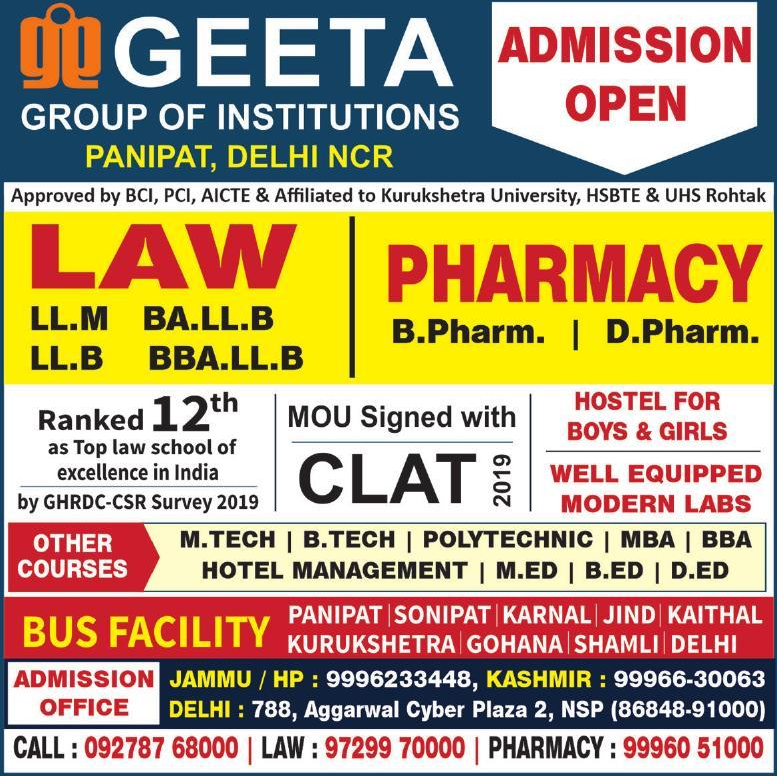 GEETA
GROUP OF INSTITUTIONS
PANIPAT, DELHI NCR
ADMISSION
OPEN
Approved by BCI, PCI, AICTE & Affiliated to Kurukshetra University, HSBTE & UHS Rohtak
LAW
LL.M BA.LL.B
LL.B BBA.LL.B
PHARMACY
B.Pharm. | D.Pharm.
Ranked 12th
as Top law school of
excellence in India
by GHRDC-CSR Survey 2019
MOU Signed with
CLAT 2019
HOSTEL FOR
BOYS & GIRLS
WELL EQUIPPED
MODERN LABS
OTHER
COURSES
M.TECH | B.TECH | POLYTECHNIC | MBA | BBA
HOTEL MANAGEMENT | M.ED | B.ED | D.ED
BUS FACILITY
PANIPAT | SONIPAT | KARNAL | JIND | KAITHAL
KURUKSHETRA | GOHANA | SHAMLI | DELHI
ADMISSION
OFFICE
JAMMU / HP : 9996233448, KASHMIR : 99966-30063
DELHI : 788, Aggarwal Cyber Plaza 2, NSP (86848-91000)
CALL : 092787 68000 | LAW : 97299 70000 | PHARMACY : 99960 51000